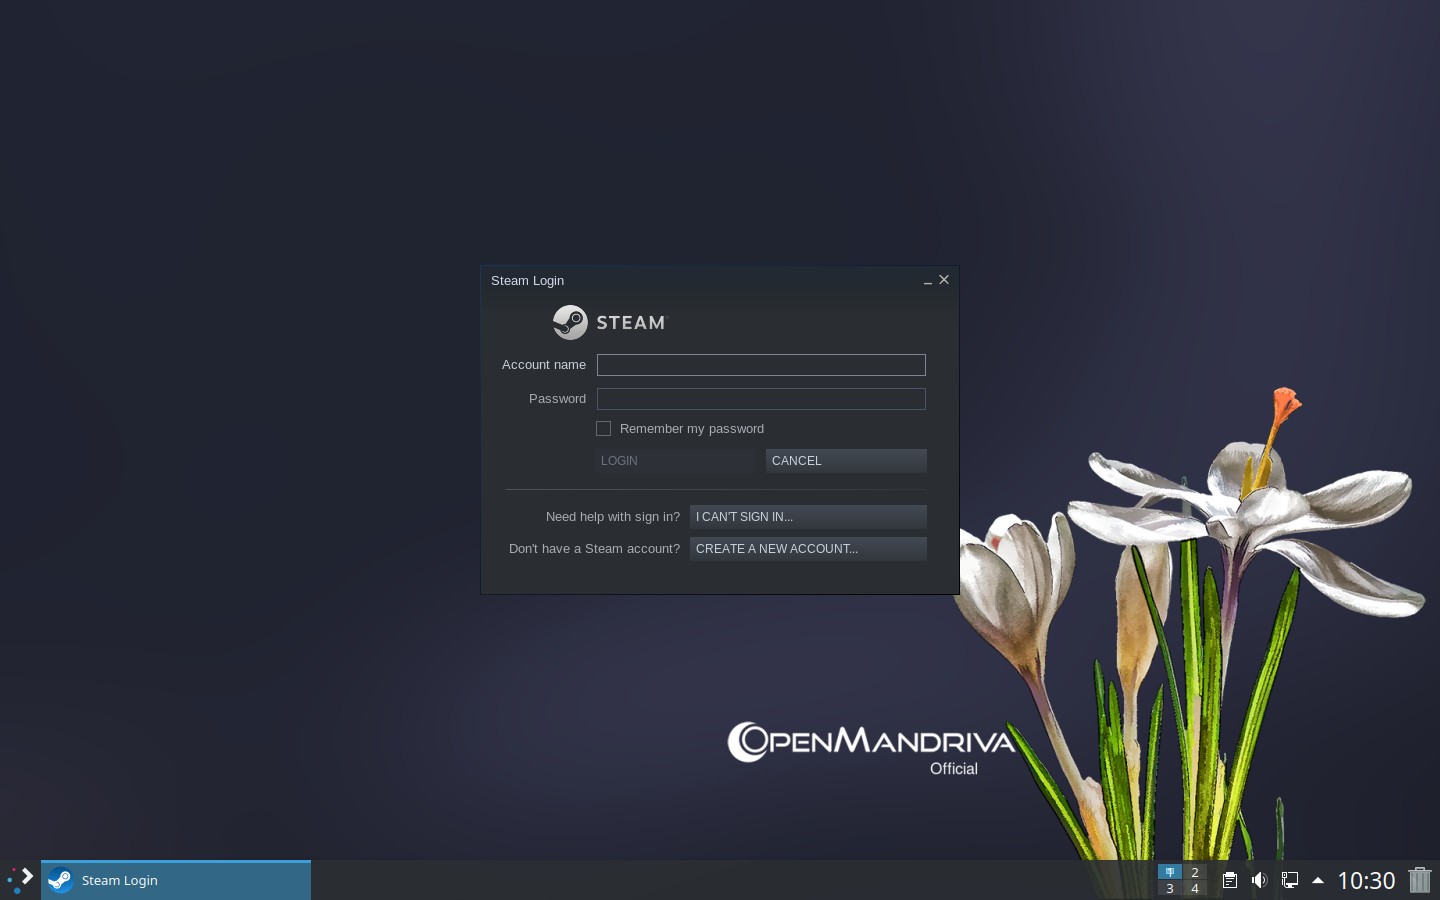 Steam Login
STEAM
Account name
Password
Remember my password
LOGIN
CANCEL
Need help with sign in?
I CAN'T SIGN IN...
Don't have a Steam account?
CREATE A NEW ACCOUNT...
OPENMANDRIVA
Official
Steam Login
1 2
3 4
10:30